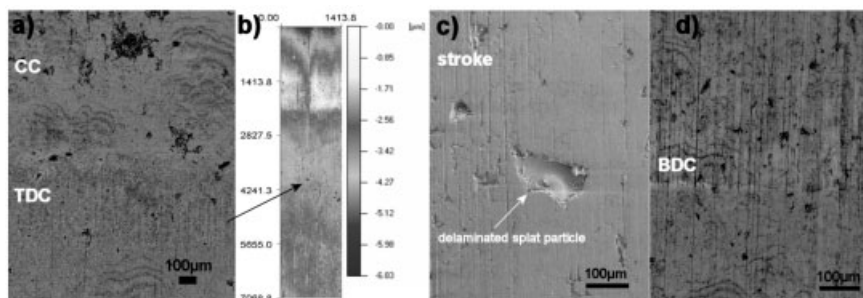 a)
CC
TDC
100µm
b)
0.00 1413.8
[µm]
1413.8
2827.5
4241.3
5655.0
-0.00
-0.85
-1.71
-2.56
-3.42
-4.27
-5.12
-5.98
-6.83
c)
stroke
delaminated splat particle
100µm
d)
BDC
100µm